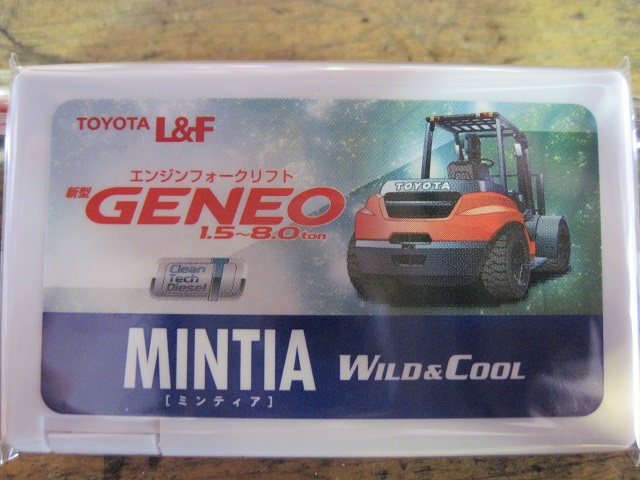 TOYOTA L&F
エンジンフォークリフト
新型 GENEO
1.5~8.0ton
TOYOTA
Clean
Tech
Diesel T
MINTIA WILD & COOL
[ミンティア]